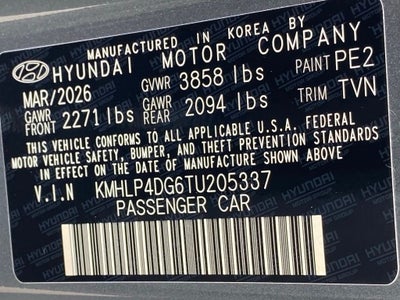 MANUFACTURED IN KOREA BY
HYUNDAI MOTOR COMPANY
MAR/2026 GVWR 3858 lbs PAINT PE2
GAWR FRONT 2271 lbs GAWR REAR 2094 lbs TRIM TVN
THIS VEHICLE CONFORMS TO ALL APPLICABLE U.S.A. FEDERAL
MOTOR VEHICLE SAFETY, BUMPER, AND THEFT PREVENTION STANDARDS
IN EFFECT ON THE DATE OF MANUFACTURE SHOWN ABOVE.
V.I.N KMHLP4DG6TU205337
PASSENGER CAR